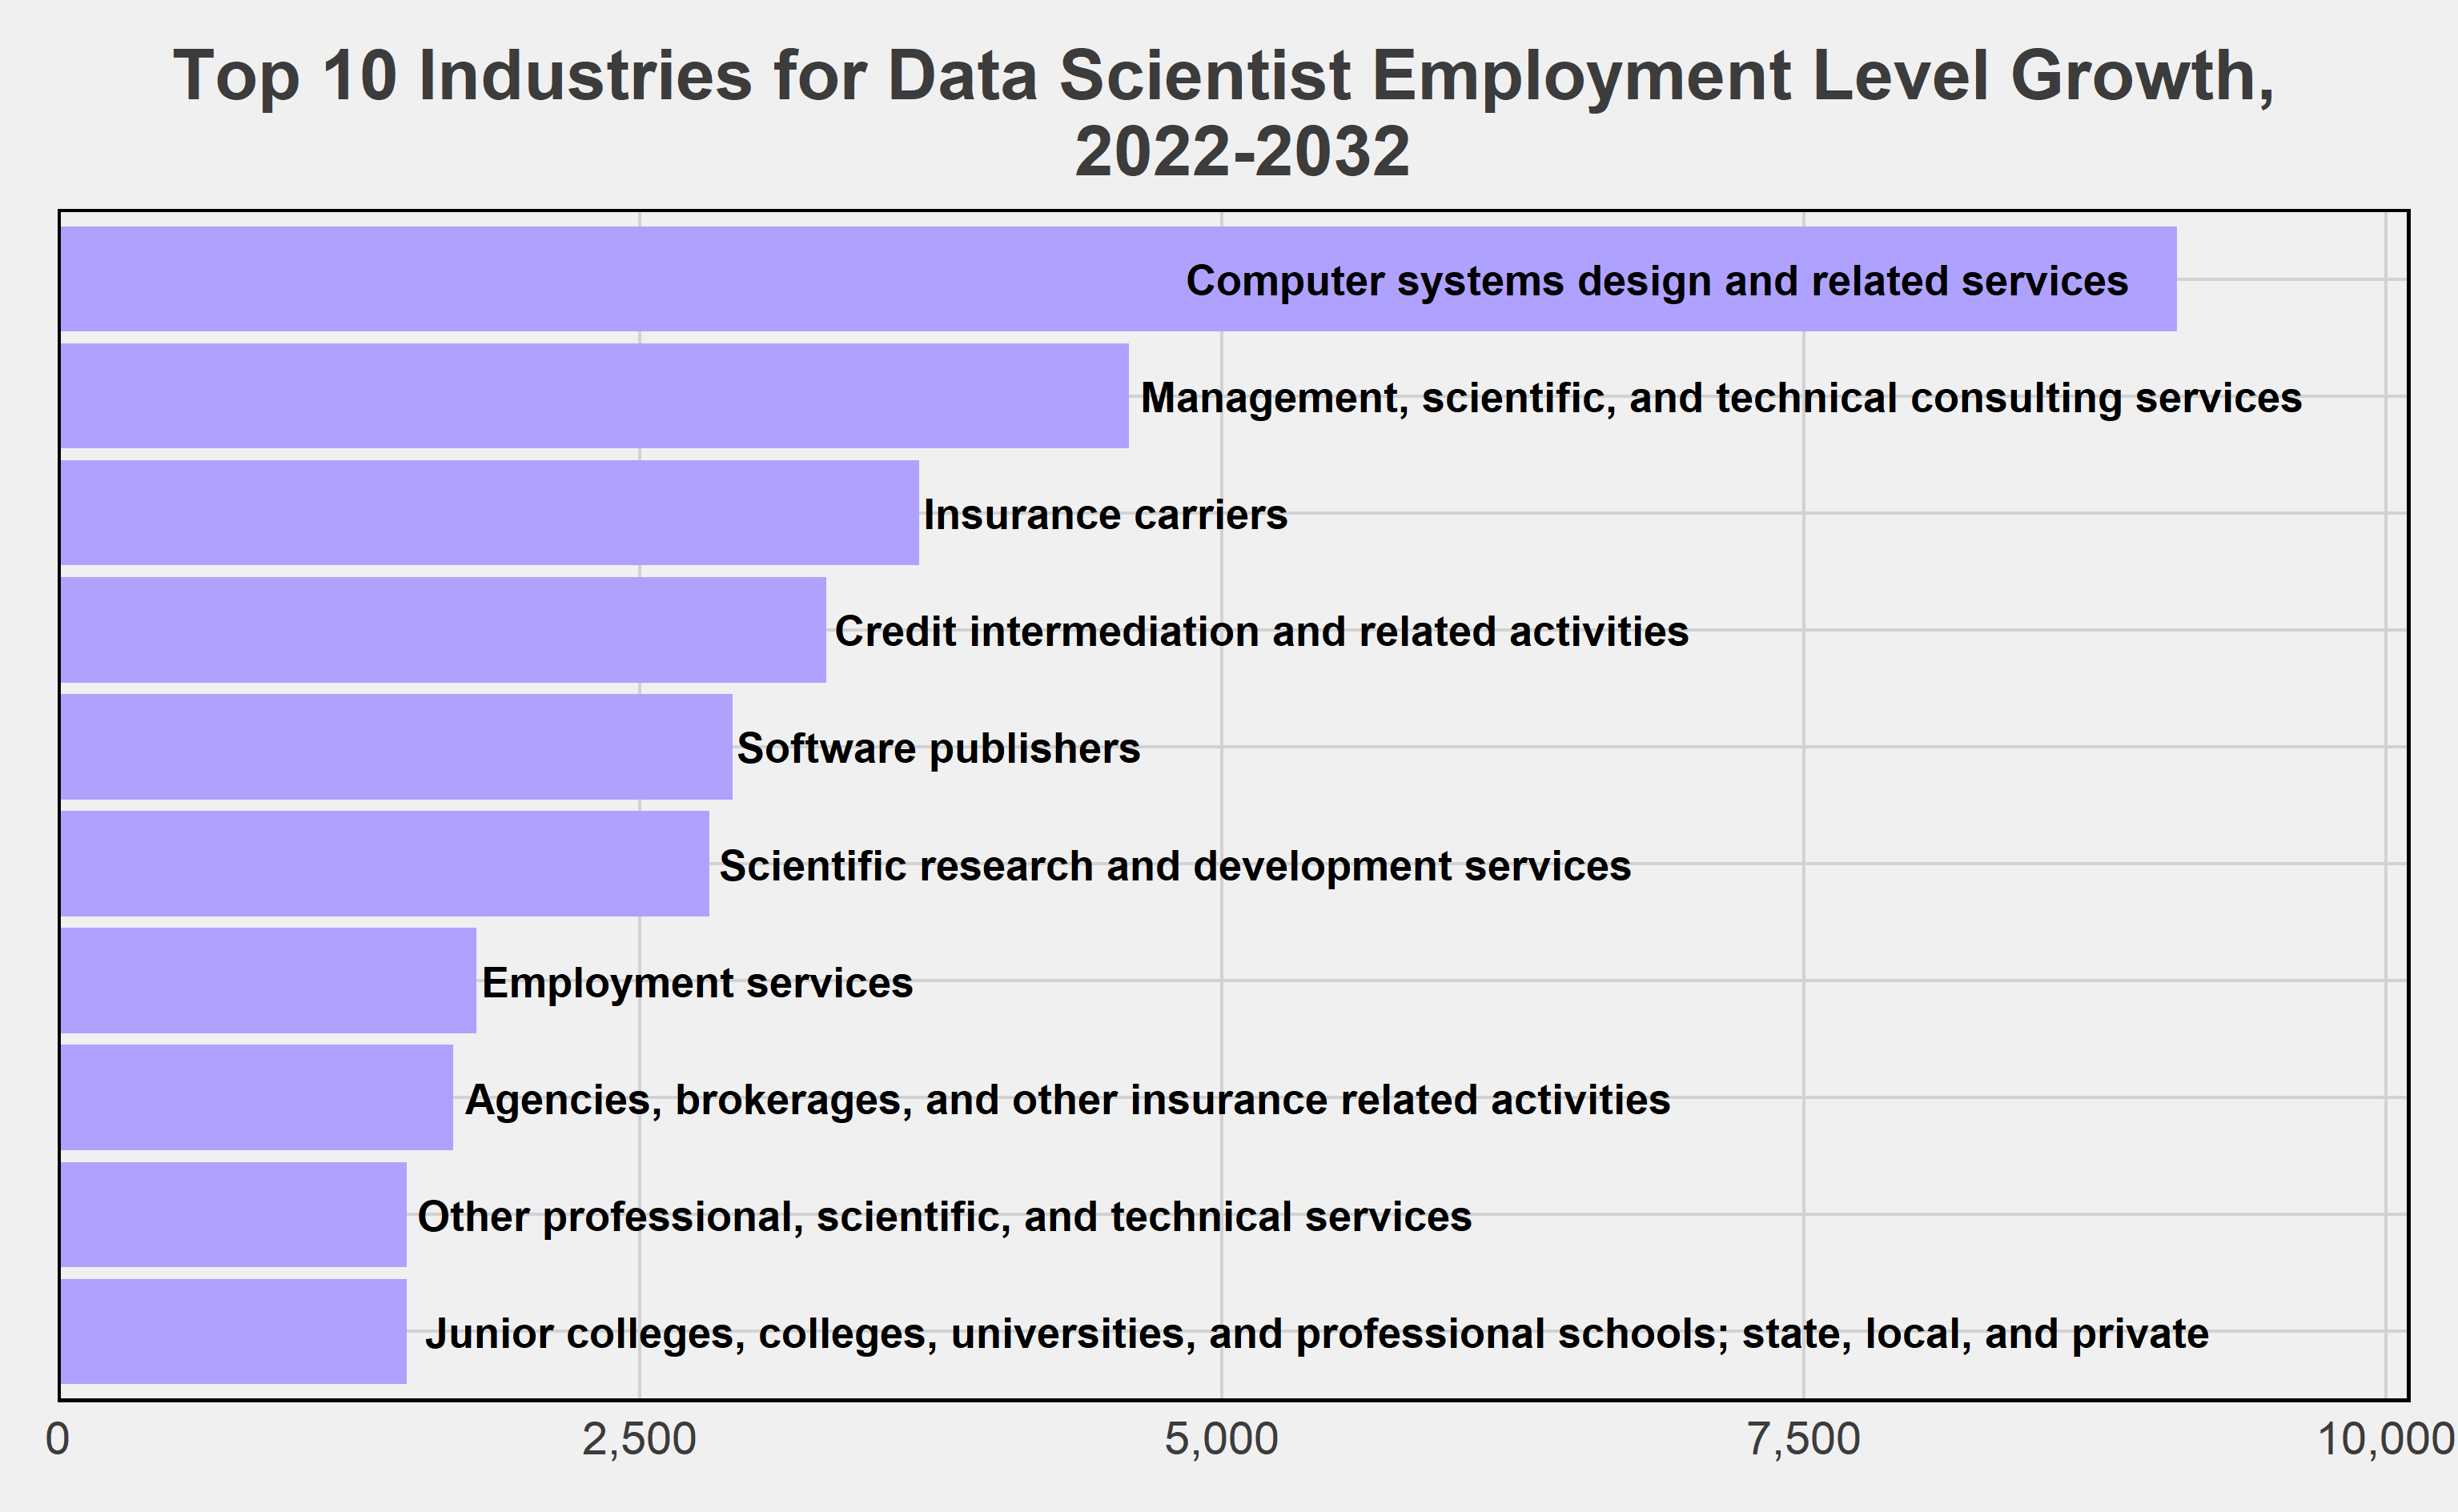 Top 10 Industries for Data Scientist Employment Level Growth,
2022-2032
Computer systems design and related services
Management, scientific, and technical consulting services
Insurance carriers
Credit intermediation and related activities
Software publishers
Scientific research and development services
Employment services
Agencies, brokerages, and other insurance related activities
Other professional, scientific, and technical services
Junior colleges, colleges, universities, and professional schools; state, local, and private
0 2,500 5,000 7,500 10,000